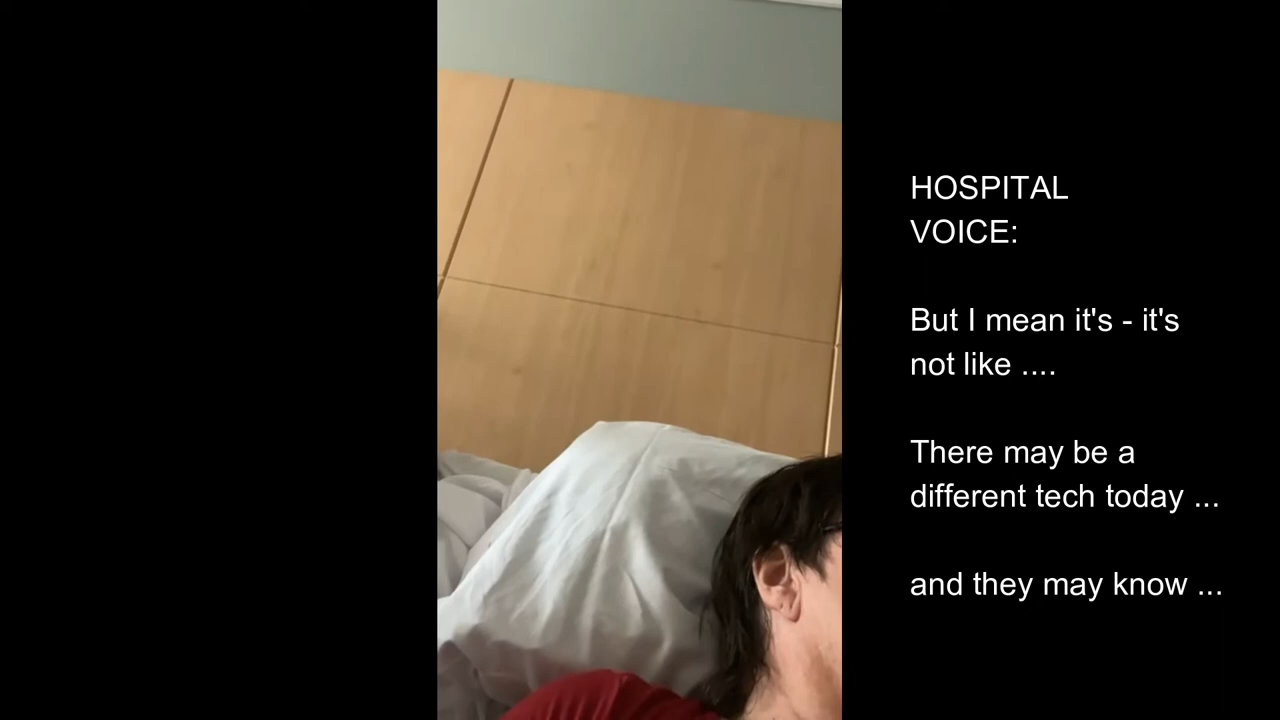 HOSPITAL
VOICE:
But I mean it's - it's
not like ....
There may be a
different tech today ...
and they may know ...